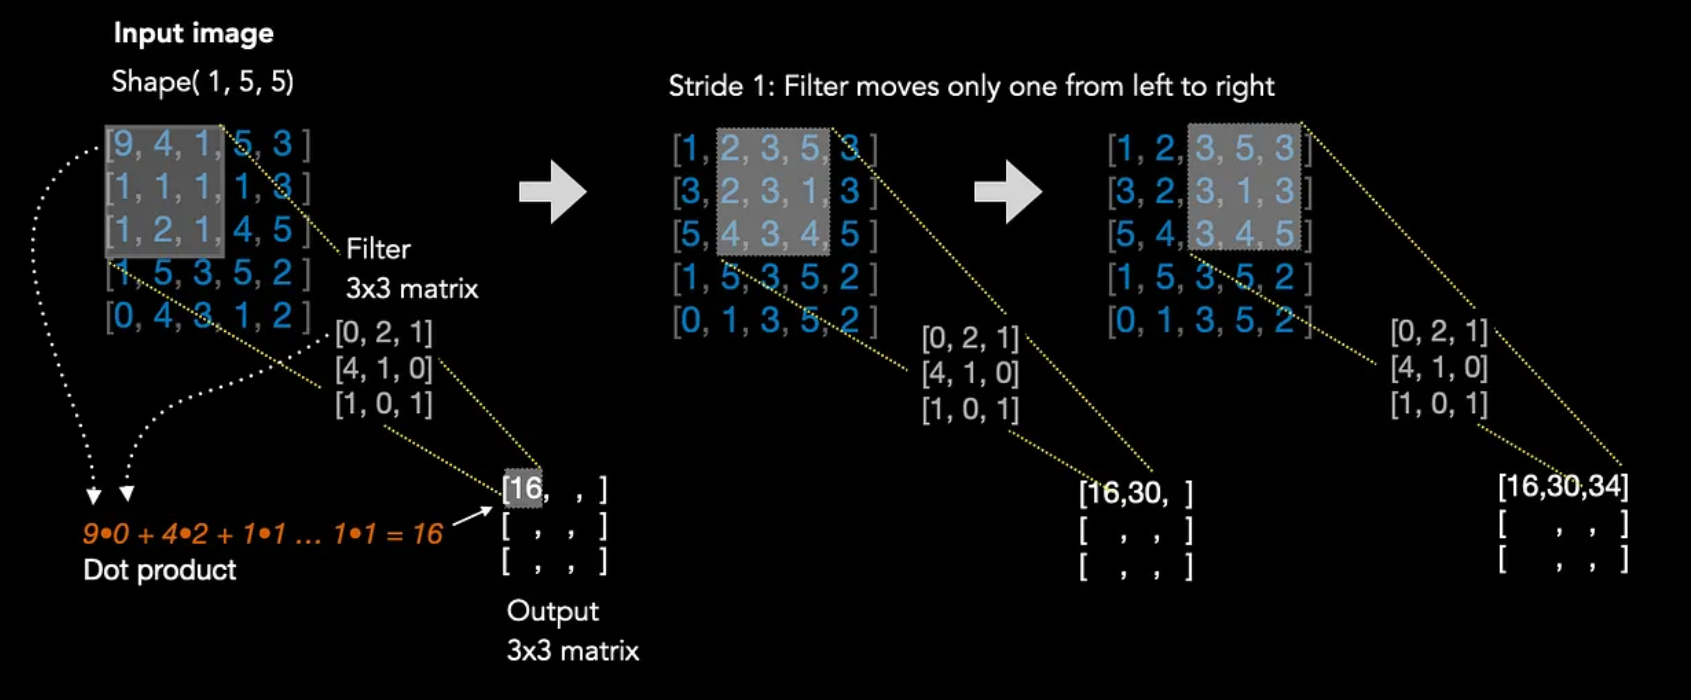 Input image
Shape( 1, 5, 5)
[9, 4, 1, 5, 3 ]
[1, 1, 1, 1, 3]
[1, 2, 1, 4, 5]
[1, 5, 3, 5, 2 ]
[0, 4, 3, 1, 2 ]
Filter
3x3 matrix
[0, 2, 1]
[4, 1, 0]
[1, 0, 1]
9•0 + 4•2 + 1•1 ... 1•1 = 16
Dot product
[16, , ]
[ , , ]
[ , , ]
Output
3x3 matrix
Stride 1: Filter moves only one from left to right
[1, 2, 3, 5, 3 ]
[3, 2, 3, 1, 3 ]
[5, 4, 3, 4, 5 ]
[1, 5, 3, 5, 2 ]
[0, 1, 3, 5, 2 ]
[0, 2, 1]
[4, 1, 0]
[1, 0, 1]
[16,30, ]
[ , , ]
[ , , ]
[1, 2, 3, 5, 3 ]
[3, 2, 3, 1, 3 ]
[5, 4, 3, 4, 5 ]
[1, 5, 3, 5, 2 ]
[0, 1, 3, 5, 2 ]
[0, 2, 1]
[4, 1, 0]
[1, 0, 1]
[16,30,34]
[ , , ]
[ , , ]